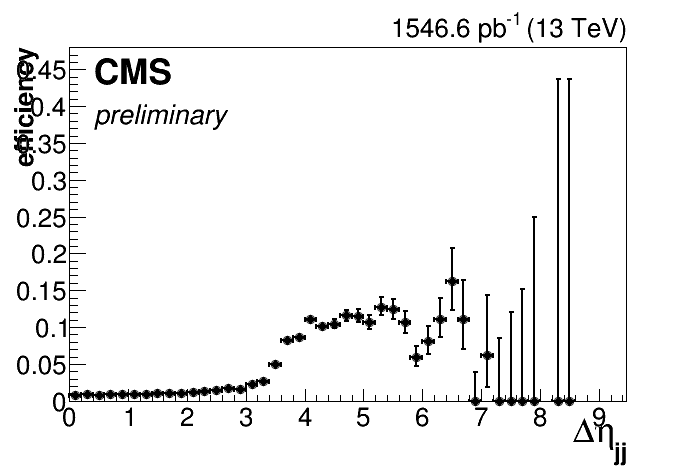 1546.6 pb-1 (13 TeV)
CMS
preliminary
efficiency
0.45
0.4
0.35
0.3
0.25
0.2
0.15
0.1
0.05
0
0 1 2 3 4 5 6 7 8 9
Δηjj